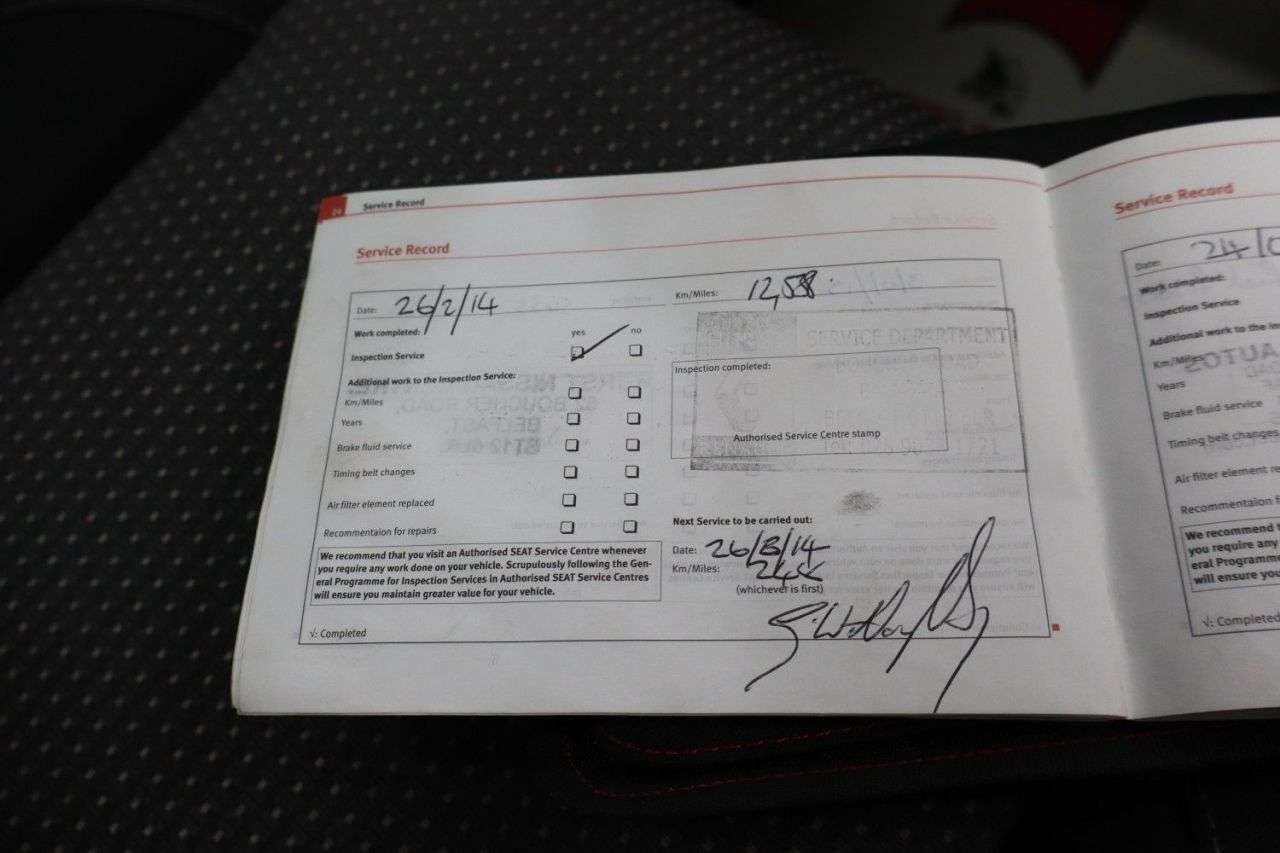 24 Service Record
Service Record
Date: 26/2/14
Km/Miles: 12,538
Work completed:
yes no
Inspection Service
Additional work to the Inspection Service:
Km/Miles
Years
Brake fluid service
Timing belt changes
Air filter element replaced
Recommentaion for repairs
We recommend that you visit an Authorised SEAT Service Centre whenever
you require any work done on your vehicle. Scrupulously following the Gen-
eral Programme for Inspection Services in Authorised SEAT Service Centres
will ensure you maintain greater value for your vehicle.
√: Completed
SERVICE DEPARTMENT
Inspection completed:
Authorised Service Centre stamp
Next Service to be carried out:
Date: 26/8/14
Km/Miles: 24K
(whichever is first)
Service Record
Date: 24/0
Work completed:
Inspection Service
Additional work to the In
Km/Miles
Years
Brake fluid service
Timing belt changes
Air filter element re
Recommentaion fo
We recommend
you require any
eral Programme
will ensure you
√: Completed